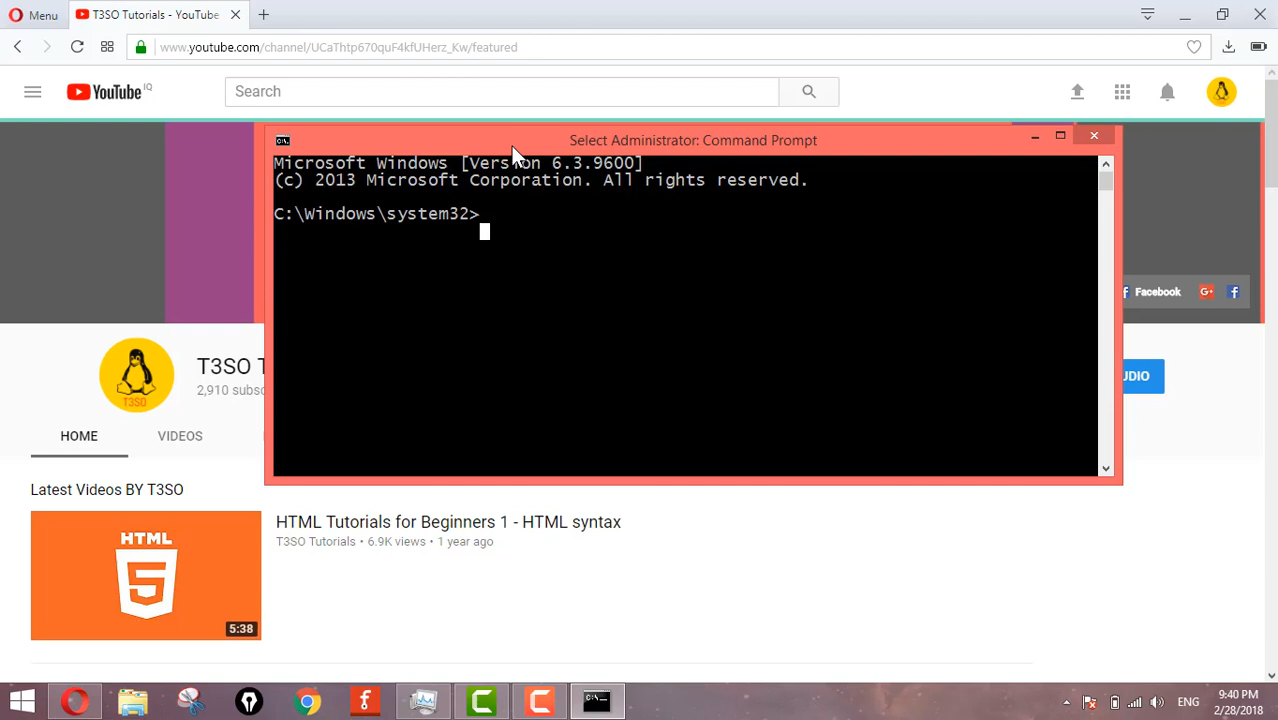 Menu
T3SO Tutorials - YouTube
www.youtube.com/channel/UCaThtp670quF4kfUHerz_Kw/featured
YouTube IQ
Search
Select Administrator: Command Prompt
Microsoft Windows [Version 6.3.9600]
(c) 2013 Microsoft Corporation. All rights reserved.
C:\Windows\system32>
Facebook
G+
T3SO T
2,910 subsc
UDIO
T3SO
HOME
VIDEOS
Latest Videos BY T3SO
HTML Tutorials for Beginners 1 - HTML syntax
T3SO Tutorials • 6.9K views • 1 year ago
HTML
5
5:38
ENG
9:40 PM
2/28/2018